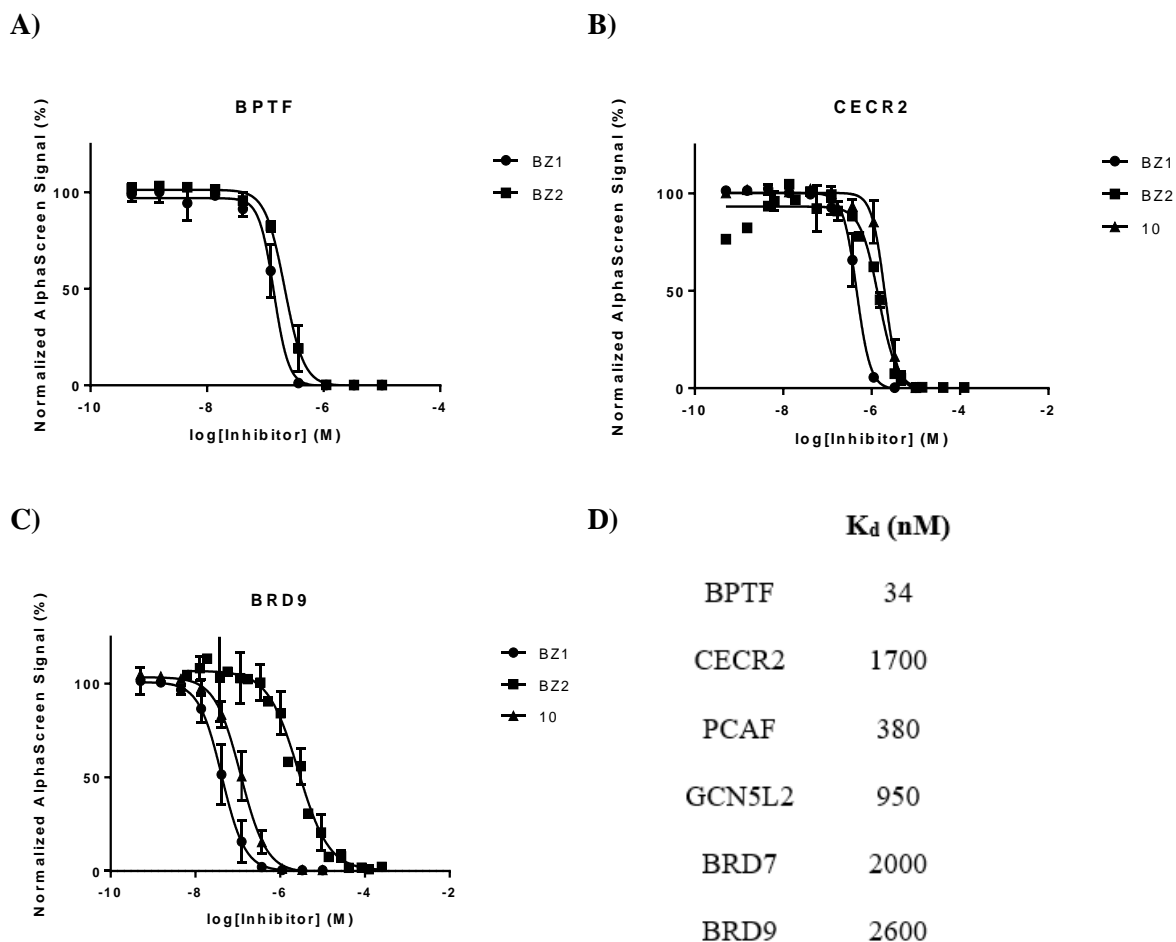 A)
BPTF
Normalized AlphaScreen Signal (%)
100
50
0
-10
-8
-6
-4
log[Inhibitor] (M)
BZ1
BZ2
B)
CECR2
Normalized AlphaScreen Signal (%)
100
50
0
-10
-8
-6
-4
-2
log[Inhibitor] (M)
BZ1
BZ2
10
C)
BRD9
Normalized AlphaScreen Signal (%)
100
50
0
-10
-8
-6
-4
-2
log[Inhibitor] (M)
BZ1
BZ2
10
D)
Kd (nM)
BPTF 34
CECR2 1700
PCAF 380
GCN5L2 950
BRD7 2000
BRD9 2600